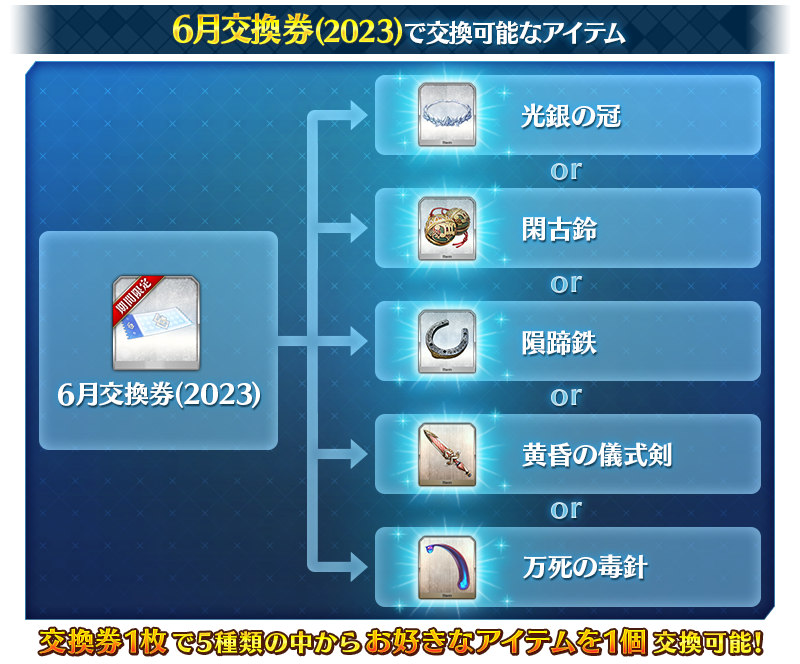 6月交換券(2023)で交換可能なアイテム
期間限定
6月交換券(2023)
光銀の冠
or
閑古鈴
or
隕蹄鉄
or
黄昏の儀式剣
or
万死の毒針
交換券1枚で5種類の中からお好きなアイテムを1個交換可能!